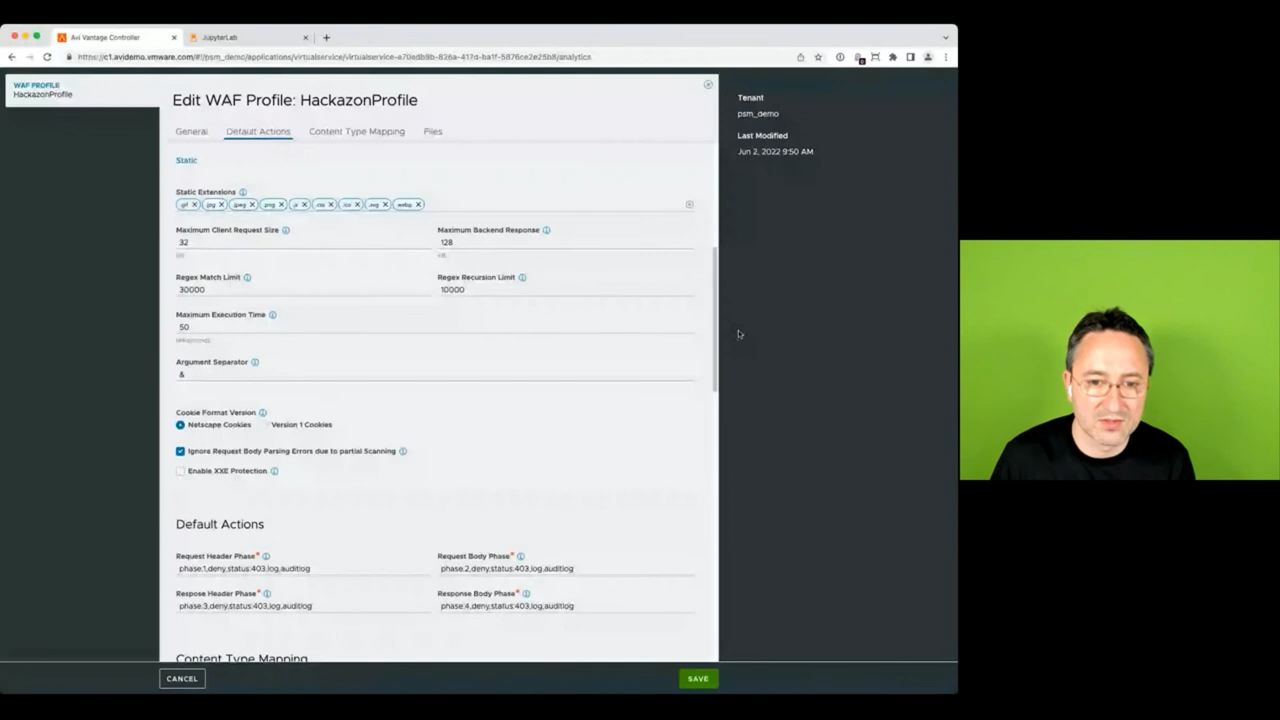 Avi Vantage Controller
JupyterLab
https://c1.avidemo.vmware.com/#!/psm_demo/applications/virtualservice/virtualservice-e70edb9b-826a-417d-ba1f-5876ce2e25b8/analytics
WAF PROFILE
HackazonProfile
Edit WAF Profile: HackazonProfile
General Default Actions Content Type Mapping Files
Tenant
psm_demo
Last Modified
Jun 2, 2022 9:50 AM
Static
Static Extensions
.gif .jpg .jpeg .png .js .css .ico .svg webp
Maximum Client Request Size
32
Maximum Backend Response
128
Regex Match Limit
30000
Regex Recursion Limit
10000
Maximum Execution Time
50
Argument Separator
&
Cookie Format Version
Netscape Cookies Version 1 Cookies
Ignore Request Body Parsing Errors due to partial Scanning
Enable XXE Protection
Default Actions
Request Header Phase*
phase:1,deny,status:403,log,auditlog
Request Body Phase*
phase:2,deny,status:403,log,auditlog
Respose Header Phase*
phase:3,deny,status:403,log,auditlog
Response Body Phase*
phase:4,deny,status:403,log,auditlog
Content Type Mapping
CANCEL
SAVE